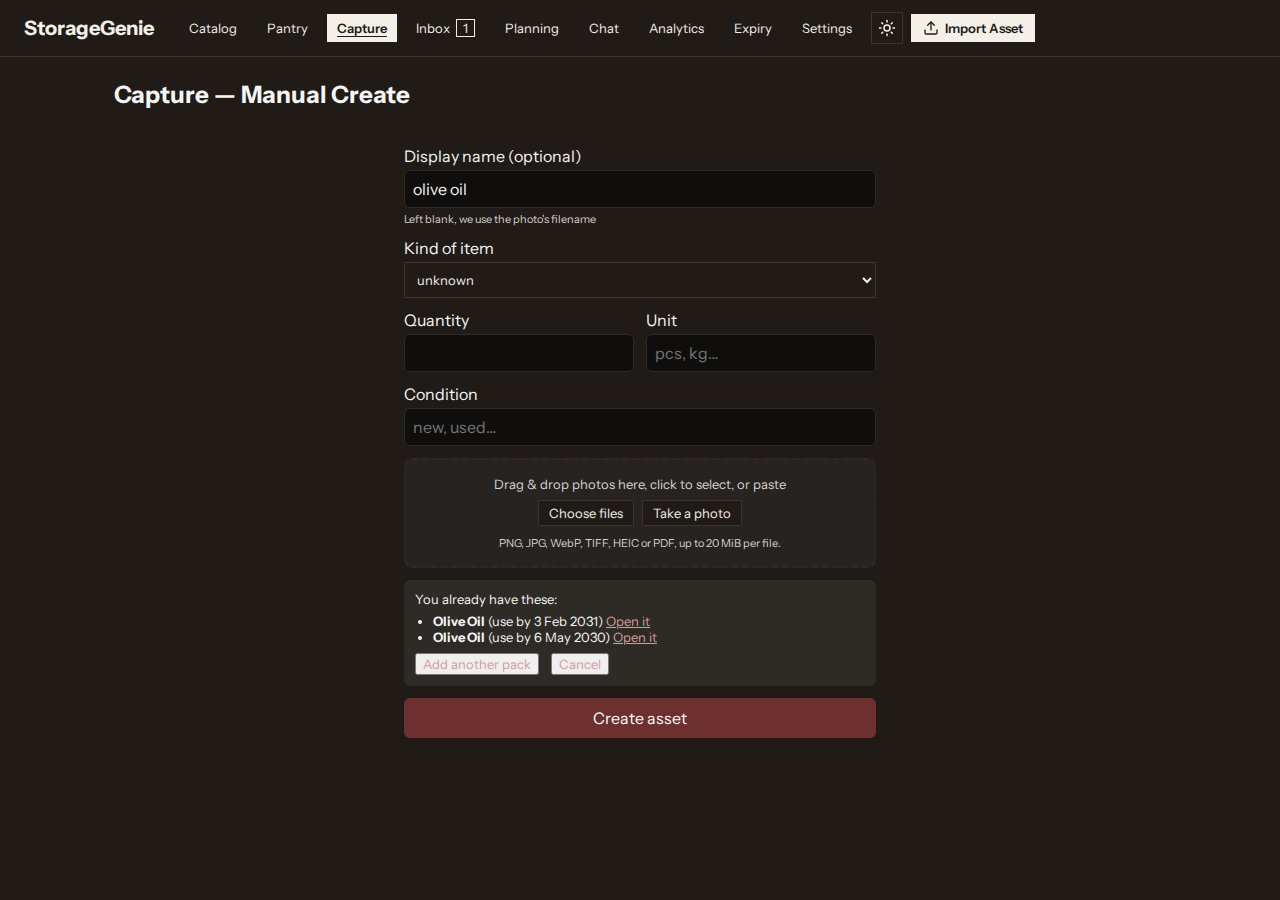 StorageGenie Catalog Pantry Capture Inbox 1 Planning Chat Analytics Expiry Settings Import Asset
Capture — Manual Create
Display name (optional)
olive oil
Left blank, we use the photo's filename
Kind of item
unknown
Quantity Unit
pcs, kg...
Condition
new, used...
Drag & drop photos here, click to select, or paste
Choose files Take a photo
PNG, JPG, WebP, TIFF, HEIC or PDF, up to 20 MiB per file.
You already have these:
• Olive Oil (use by 3 Feb 2031) Open it
• Olive Oil (use by 6 May 2030) Open it
Add another pack Cancel
Create asset